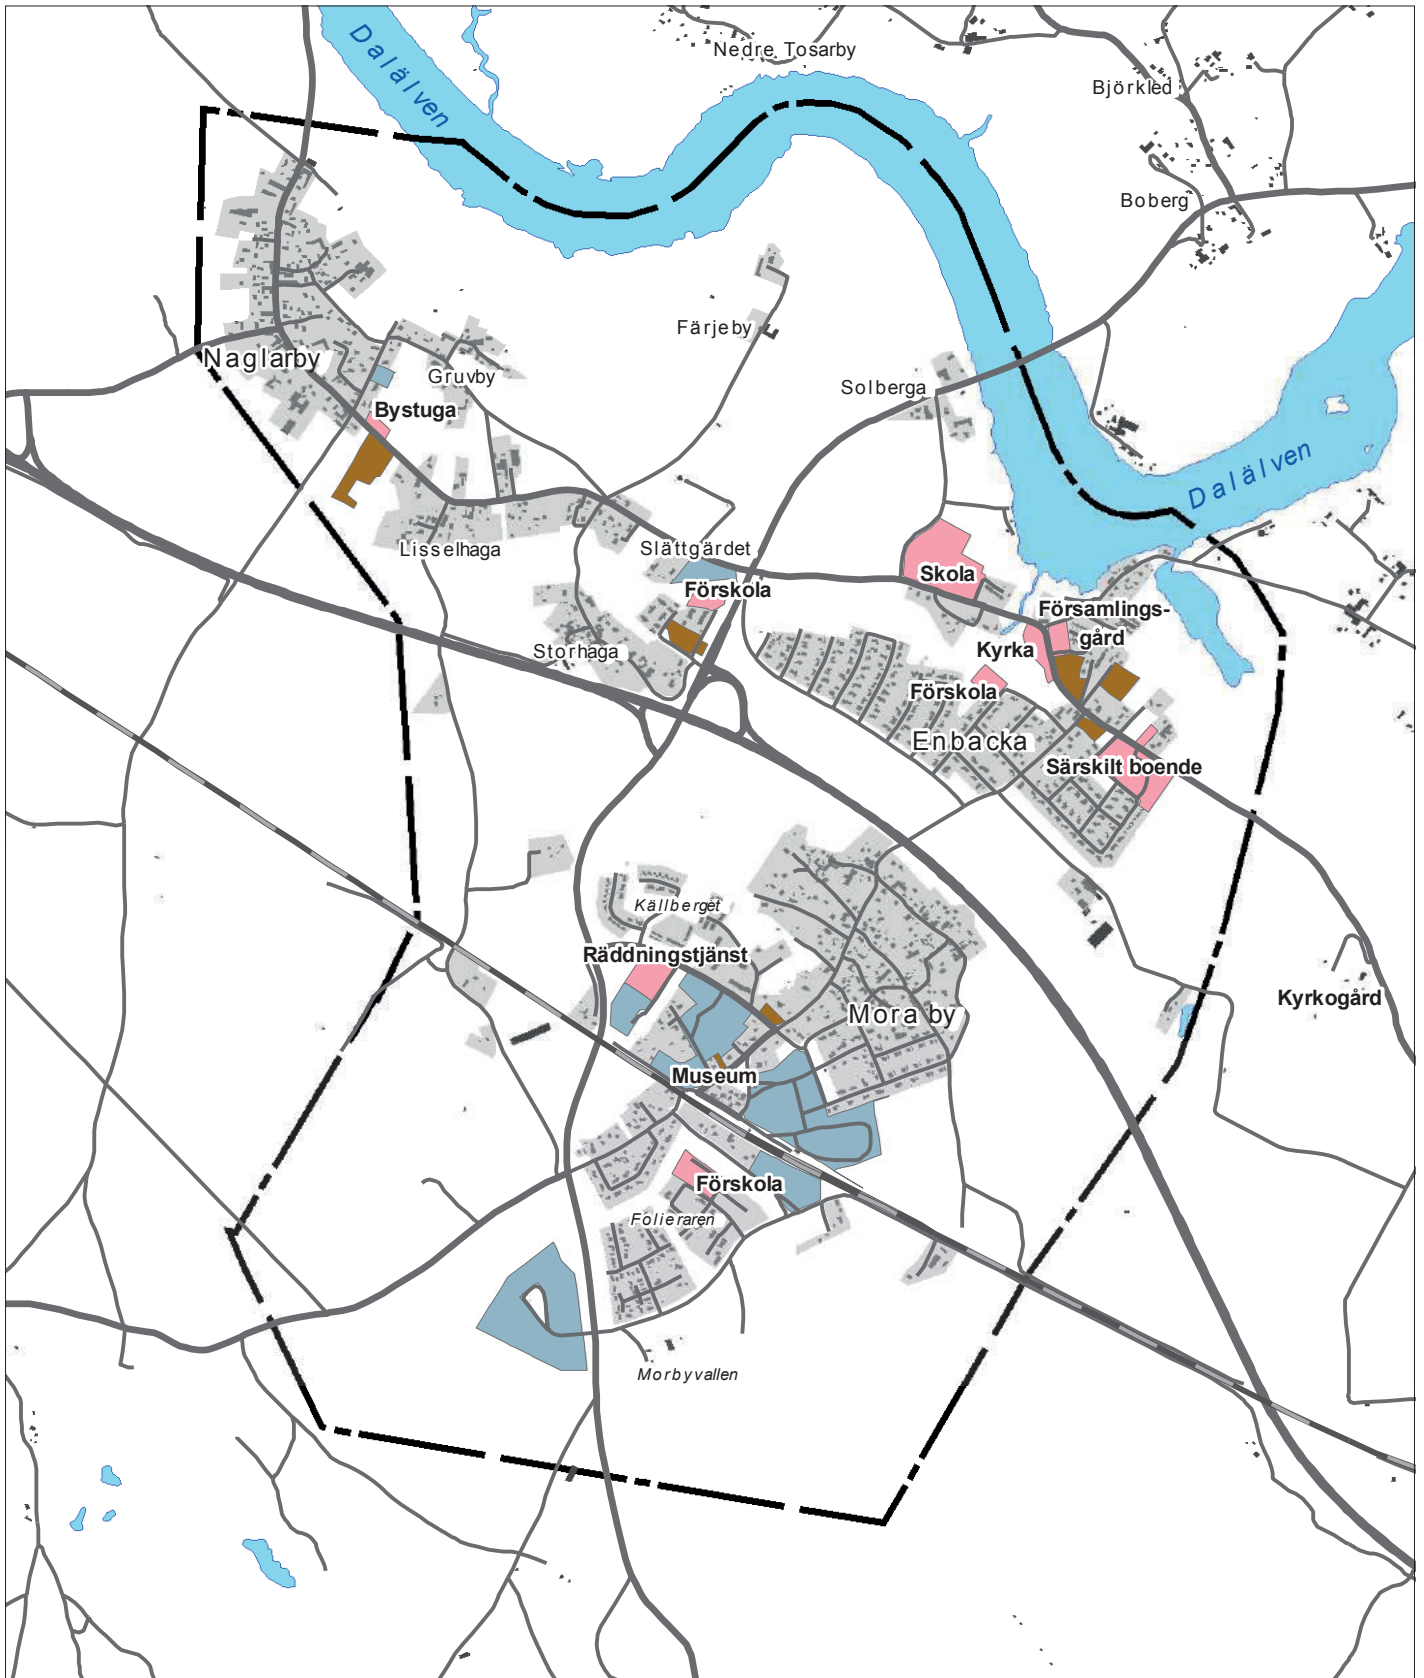 Dalälven
Nedre Tosarby
Björkled
Boberg
Färjeby
Naglarby
Gruvby
Solberga
Bystuga
Dalälven
Lisselhaga
Slättgärdet
Skola
Förskola
Församlings-
gård
Kyrka
Storhaga
Förskola
Enbacka
Särskilt boende
Källberget
Räddningstjänst
Kyrkogård
Mora by
Museum
Förskola
Folieraren
Morbyvallen